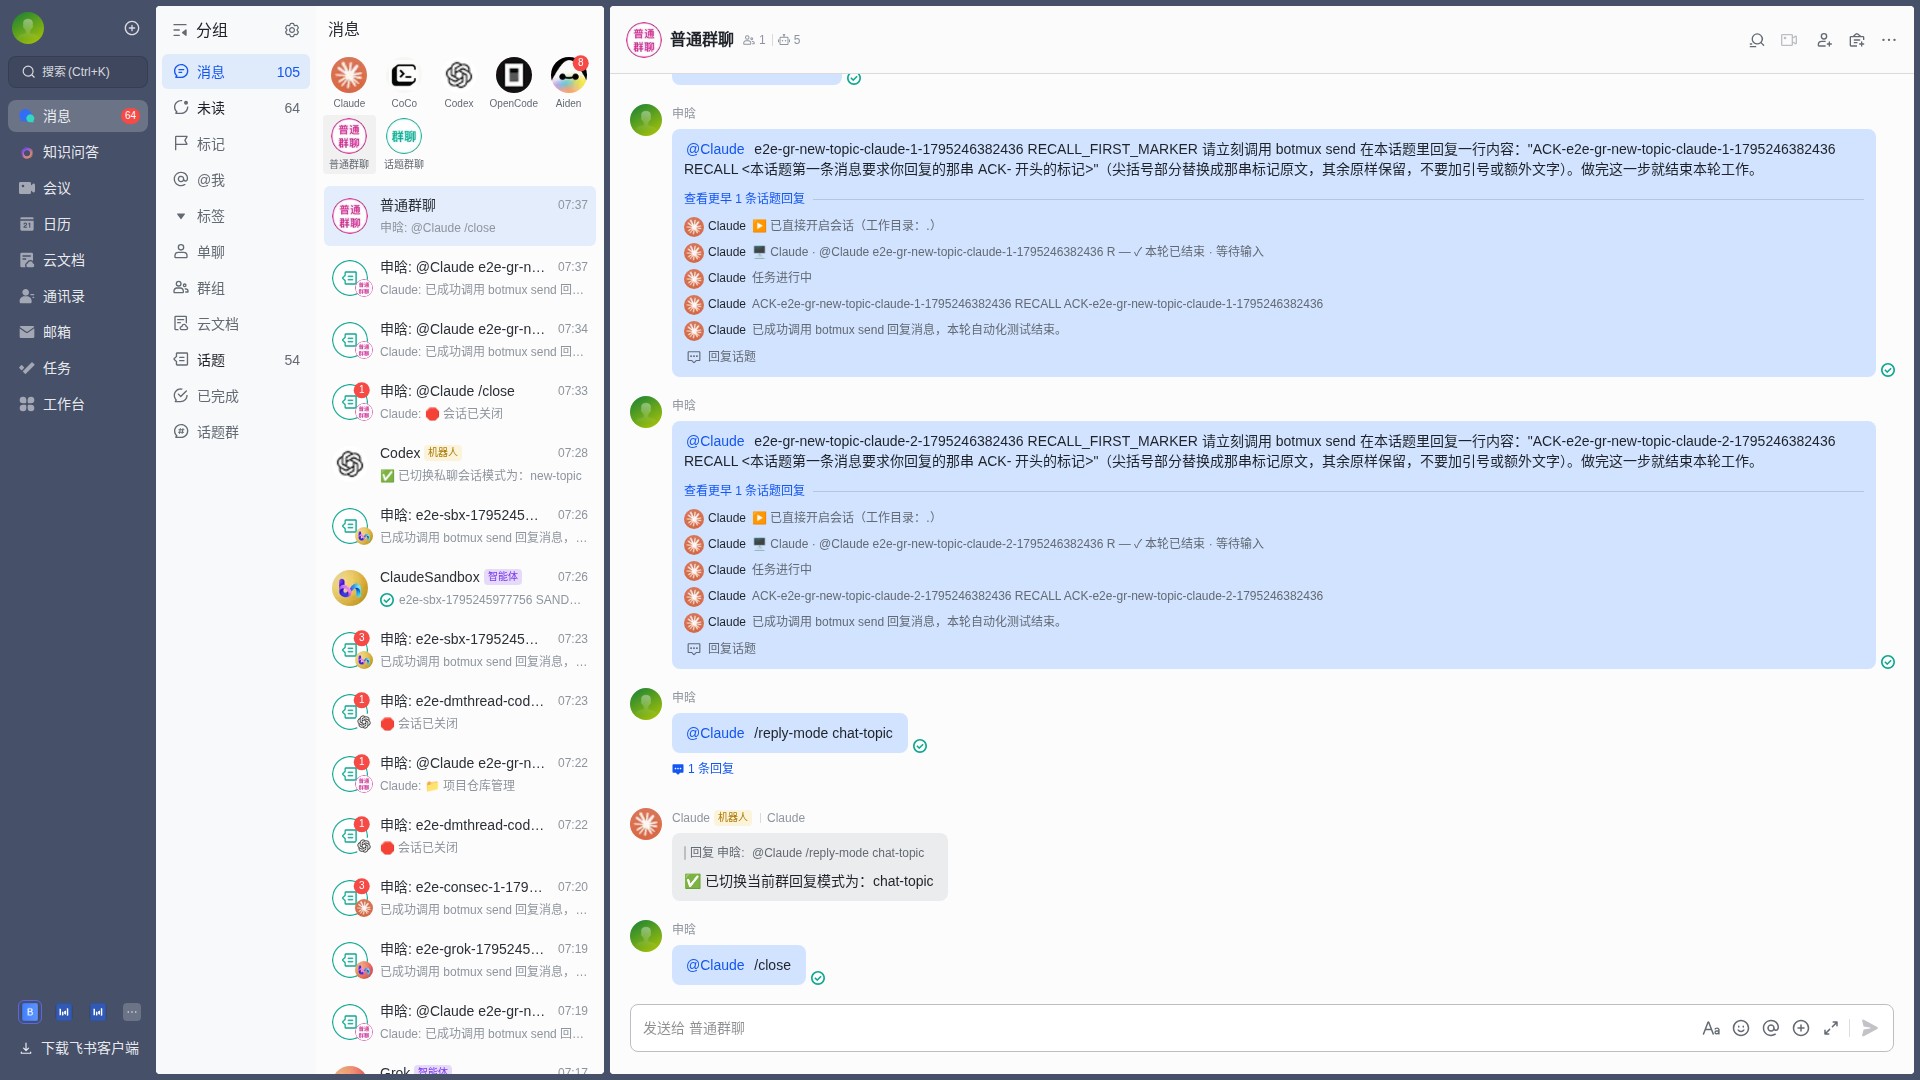 搜索 (Ctrl+K)
消息
64
知识问答
会议
日历
云文档
通讯录
邮箱
任务
工作台
下载飞书客户端
分组
消息 105
未读 64
标记
@我
标签
单聊
群组
云文档
话题 54
已完成
话题群
消息
8
Claude
CoCo
Codex
OpenCode
Aiden
普通
群聊
群聊
普通群聊
话题群聊
普通群聊 07:37
申晗: @Claude /close
申晗: @Claude e2e-gr-n… 07:37
Claude: 已成功调用 botmux send 回…
申晗: @Claude e2e-gr-n… 07:34
Claude: 已成功调用 botmux send 回…
1
申晗: @Claude /close 07:33
Claude: 🛑 会话已关闭
Codex 机器人 07:28
✅ 已切换私聊会话模式为：new-topic
申晗: e2e-sbx-1795245… 07:26
已成功调用 botmux send 回复消息，…
ClaudeSandbox 智能体 07:26
e2e-sbx-1795245977756 SAND…
3
申晗: e2e-sbx-1795245… 07:23
已成功调用 botmux send 回复消息，…
1
申晗: e2e-dmthread-cod… 07:23
🛑 会话已关闭
1
申晗: @Claude e2e-gr-n… 07:22
Claude: 📁 项目仓库管理
1
申晗: e2e-dmthread-cod… 07:22
🛑 会话已关闭
3
申晗: e2e-consec-1-179… 07:20
已成功调用 botmux send 回复消息，…
申晗: e2e-grok-1795245… 07:19
已成功调用 botmux send 回复消息，…
申晗: @Claude e2e-gr-n… 07:19
Claude: 已成功调用 botmux send 回…
Grok 智能体 07:17
普通
群聊
普通群聊 1 5
申晗
@Claude e2e-gr-new-topic-claude-1-1795246382436 RECALL_FIRST_MARKER 请立刻调用 botmux send 在本话题里回复一行内容："ACK-e2e-gr-new-topic-claude-1-1795246382436
RECALL <本话题第一条消息要求你回复的那串 ACK- 开头的标记>"（尖括号部分替换成那串标记原文，其余原样保留，不要加引号或额外文字）。做完这一步就结束本轮工作。
查看更早 1 条话题回复
Claude ▶️ 已直接开启会话（工作目录：.）
Claude 🖥️ Claude · @Claude e2e-gr-new-topic-claude-1-1795246382436 R — ✓ 本轮已结束 · 等待输入
Claude 任务进行中
Claude ACK-e2e-gr-new-topic-claude-1-1795246382436 RECALL ACK-e2e-gr-new-topic-claude-1-1795246382436
Claude 已成功调用 botmux send 回复消息，本轮自动化测试结束。
回复话题
申晗
@Claude e2e-gr-new-topic-claude-2-1795246382436 RECALL_FIRST_MARKER 请立刻调用 botmux send 在本话题里回复一行内容："ACK-e2e-gr-new-topic-claude-2-1795246382436
RECALL <本话题第一条消息要求你回复的那串 ACK- 开头的标记>"（尖括号部分替换成那串标记原文，其余原样保留，不要加引号或额外文字）。做完这一步就结束本轮工作。
查看更早 1 条话题回复
Claude ▶️ 已直接开启会话（工作目录：.）
Claude 🖥️ Claude · @Claude e2e-gr-new-topic-claude-2-1795246382436 R — ✓ 本轮已结束 · 等待输入
Claude 任务进行中
Claude ACK-e2e-gr-new-topic-claude-2-1795246382436 RECALL ACK-e2e-gr-new-topic-claude-2-1795246382436
Claude 已成功调用 botmux send 回复消息，本轮自动化测试结束。
回复话题
申晗
@Claude /reply-mode chat-topic
1 条回复
Claude 机器人 | Claude
回复 申晗：@Claude /reply-mode chat-topic
✅ 已切换当前群回复模式为：chat-topic
申晗
@Claude /close
发送给 普通群聊